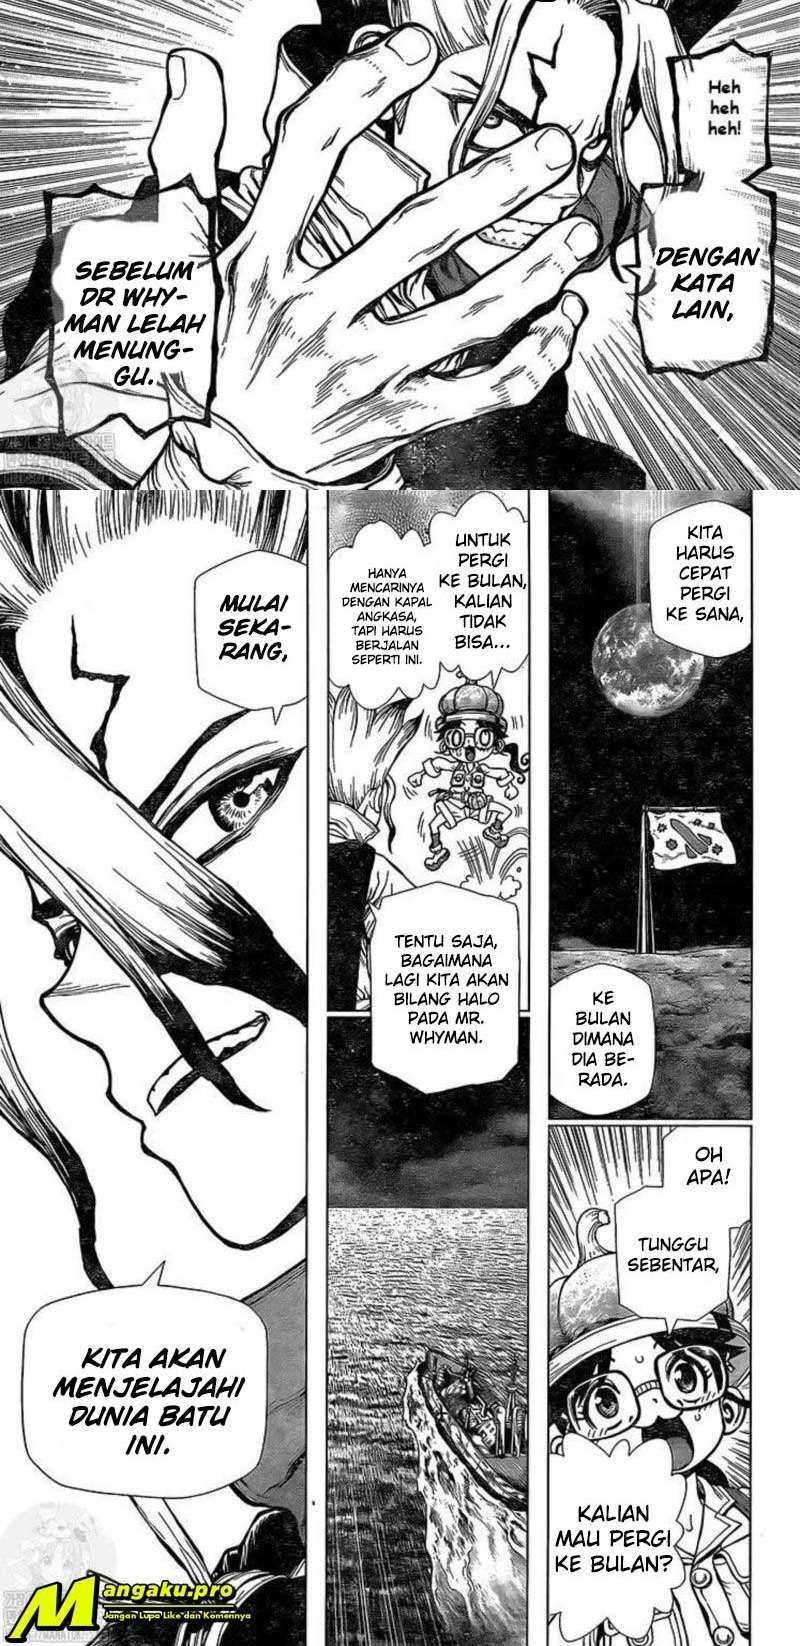 Heh
heh
heh!
DENGAN
KATA
LAIN,
SEBELUM
DR WHY-
MAN LELAH
MENUNG-
GU.
KITA
HARUS
CEPAT
PERGI
KE SANA,
KE
BULAN
DIMANA
DIA BE-
RADA.
OH
APA!
TUNGGU
SEBENTAR,
KALIAN
MAU PERGI
KE BULAN?
UNTUK
PERGI
KE BULAN,
KALIAN
TIDAK
BISA...
HANYA
MENCARINYA
DENGAN KAPAL
ANGKASA,
TAPI HARUS
BERJALAN
SEPERTI INI.
TENTU SAJA,
BAGAIMANA
LAGI KITA AKAN
BILANG HALO
PADA MR.
WHYMAN.
MULAI
SEKA-
RANG,
KITA AKAN
MENJELAJAHI
DUNIA BATU
INI.
Mangaku.pro
Jangan Lupa Like dan Komennya